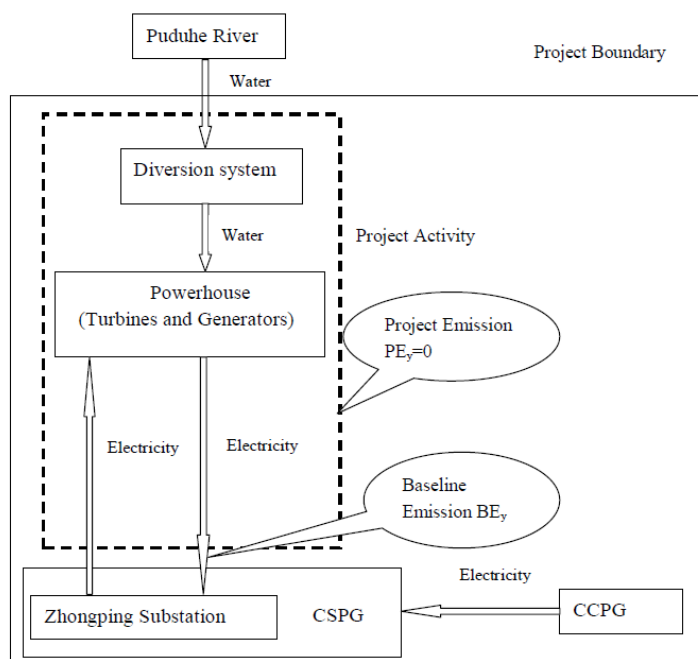 Puduhe River
Project Boundary
Water
Diversion system
Water
Project Activity
Powerhouse
(Turbines and Generators)
Project Emission
PEy=0
Electricity
Electricity
Baseline
Emission BEy
Electricity
Zhongping Substation
CSPG
CCPG